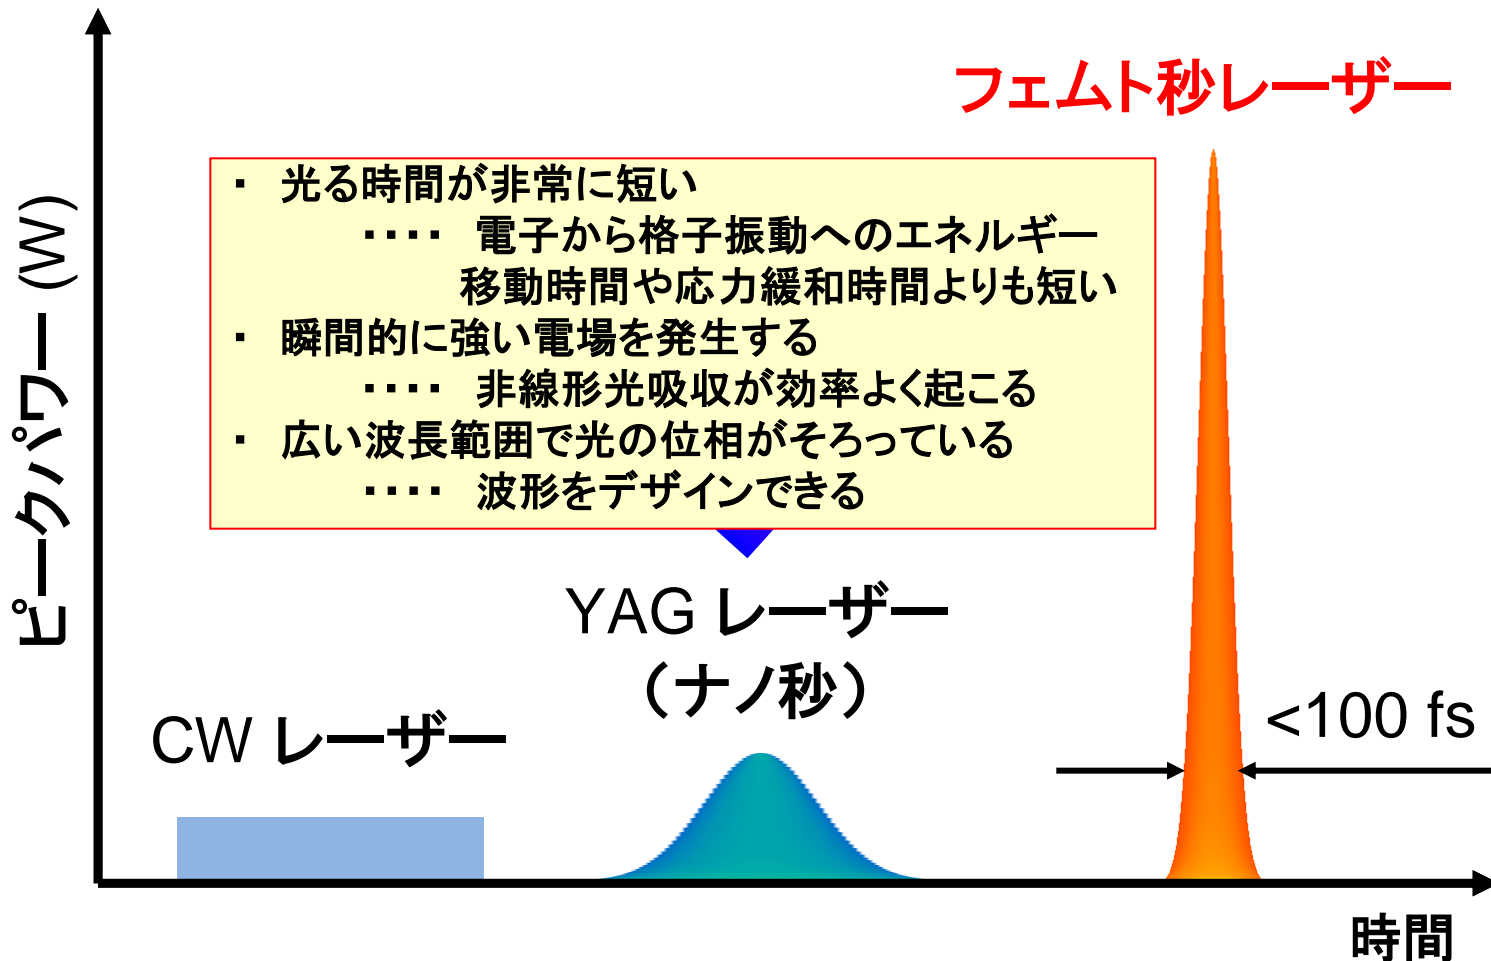 フェムト秒レーザー
・ 光る時間が非常に短い
・・・・ 電子から格子振動へのエネルギー
移動時間や応力緩和時間よりも短い
・ 瞬間的に強い電場を発生する
・・・・ 非線形光吸収が効率よく起こる
・ 広い波長範囲で光の位相がそろっている
・・・・ 波形をデザインできる
ピークパワー (W)
YAG レーザー
（ナノ秒）
CW レーザー
<100 fs
時間